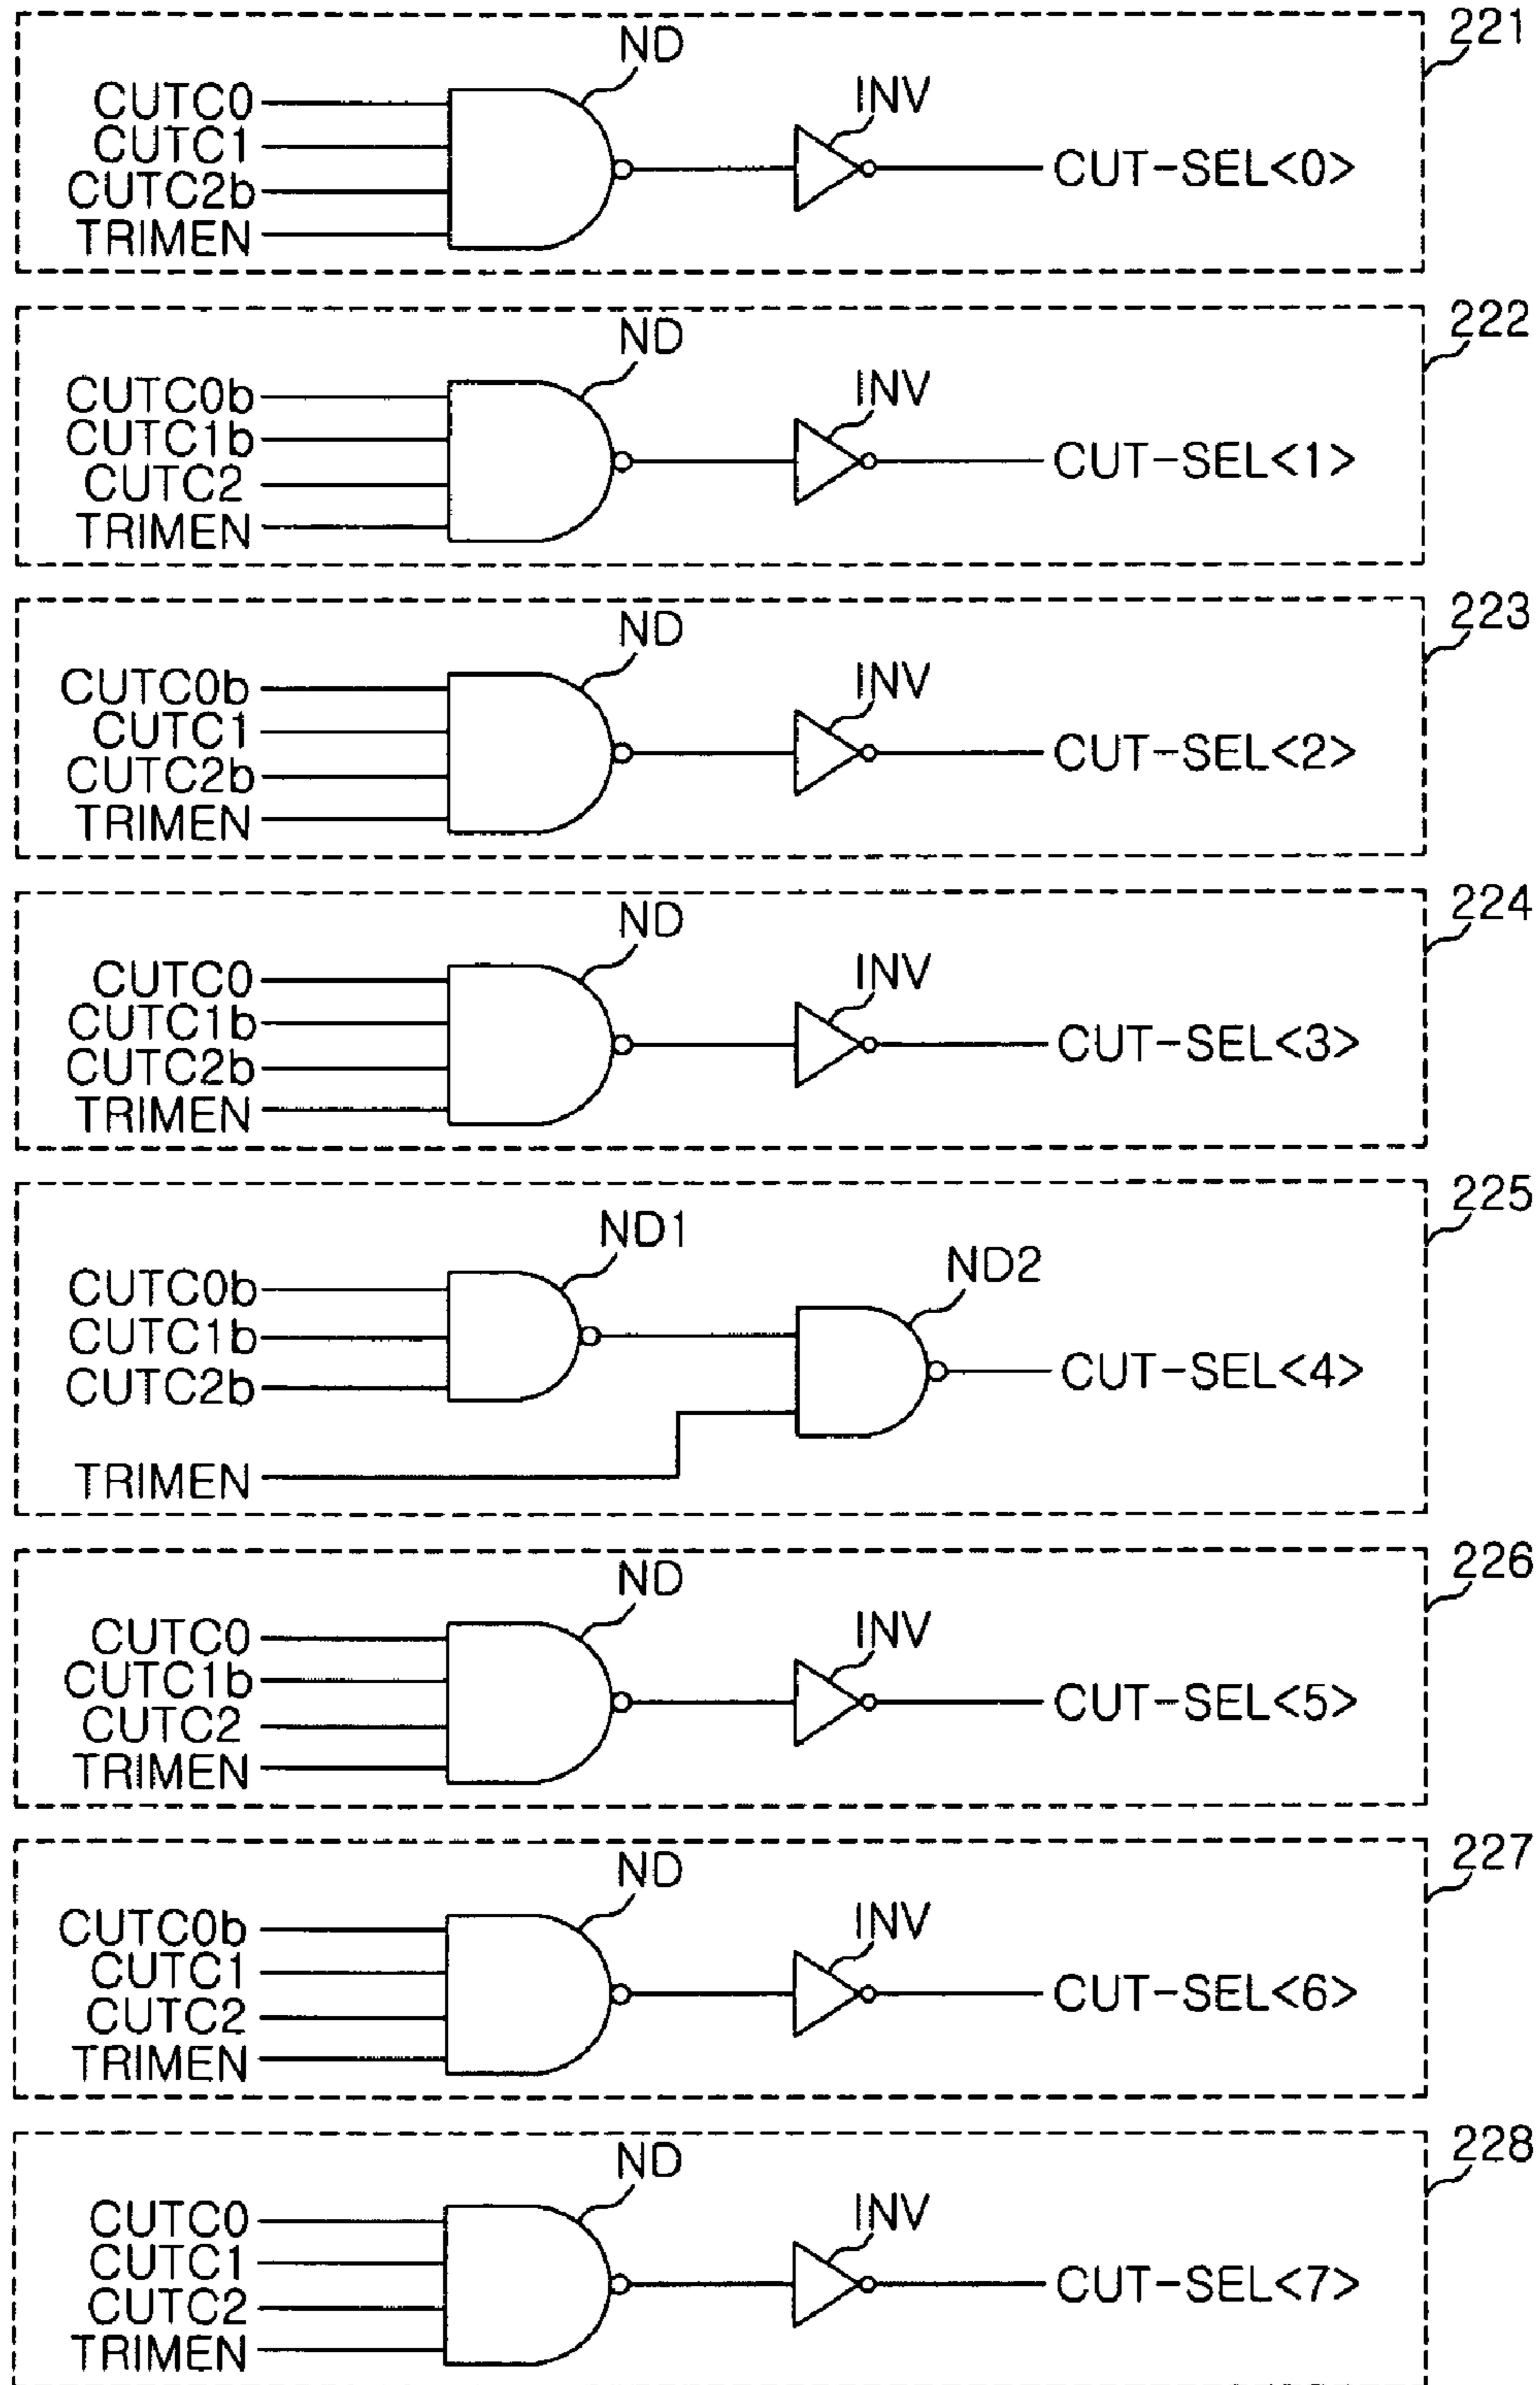 221
ND
INV
CUTC0
CUTC1
CUTC2b
TRIMEN
CUT-SEL<0>
222
ND
INV
CUTC0b
CUTC1b
CUTC2
TRIMEN
CUT-SEL<1>
223
ND
INV
CUTC0b
CUTC1
CUTC2b
TRIMEN
CUT-SEL<2>
224
ND
INV
CUTC0
CUTC1b
CUTC2b
TRIMEN
CUT-SEL<3>
225
ND1
ND2
CUTC0b
CUTC1b
CUTC2b
TRIMEN
CUT-SEL<4>
226
ND
INV
CUTC0
CUTC1b
CUTC2
TRIMEN
CUT-SEL<5>
227
ND
INV
CUTC0b
CUTC1
CUTC2
TRIMEN
CUT-SEL<6>
228
ND
INV
CUTC0
CUTC1
CUTC2
TRIMEN
CUT-SEL<7>